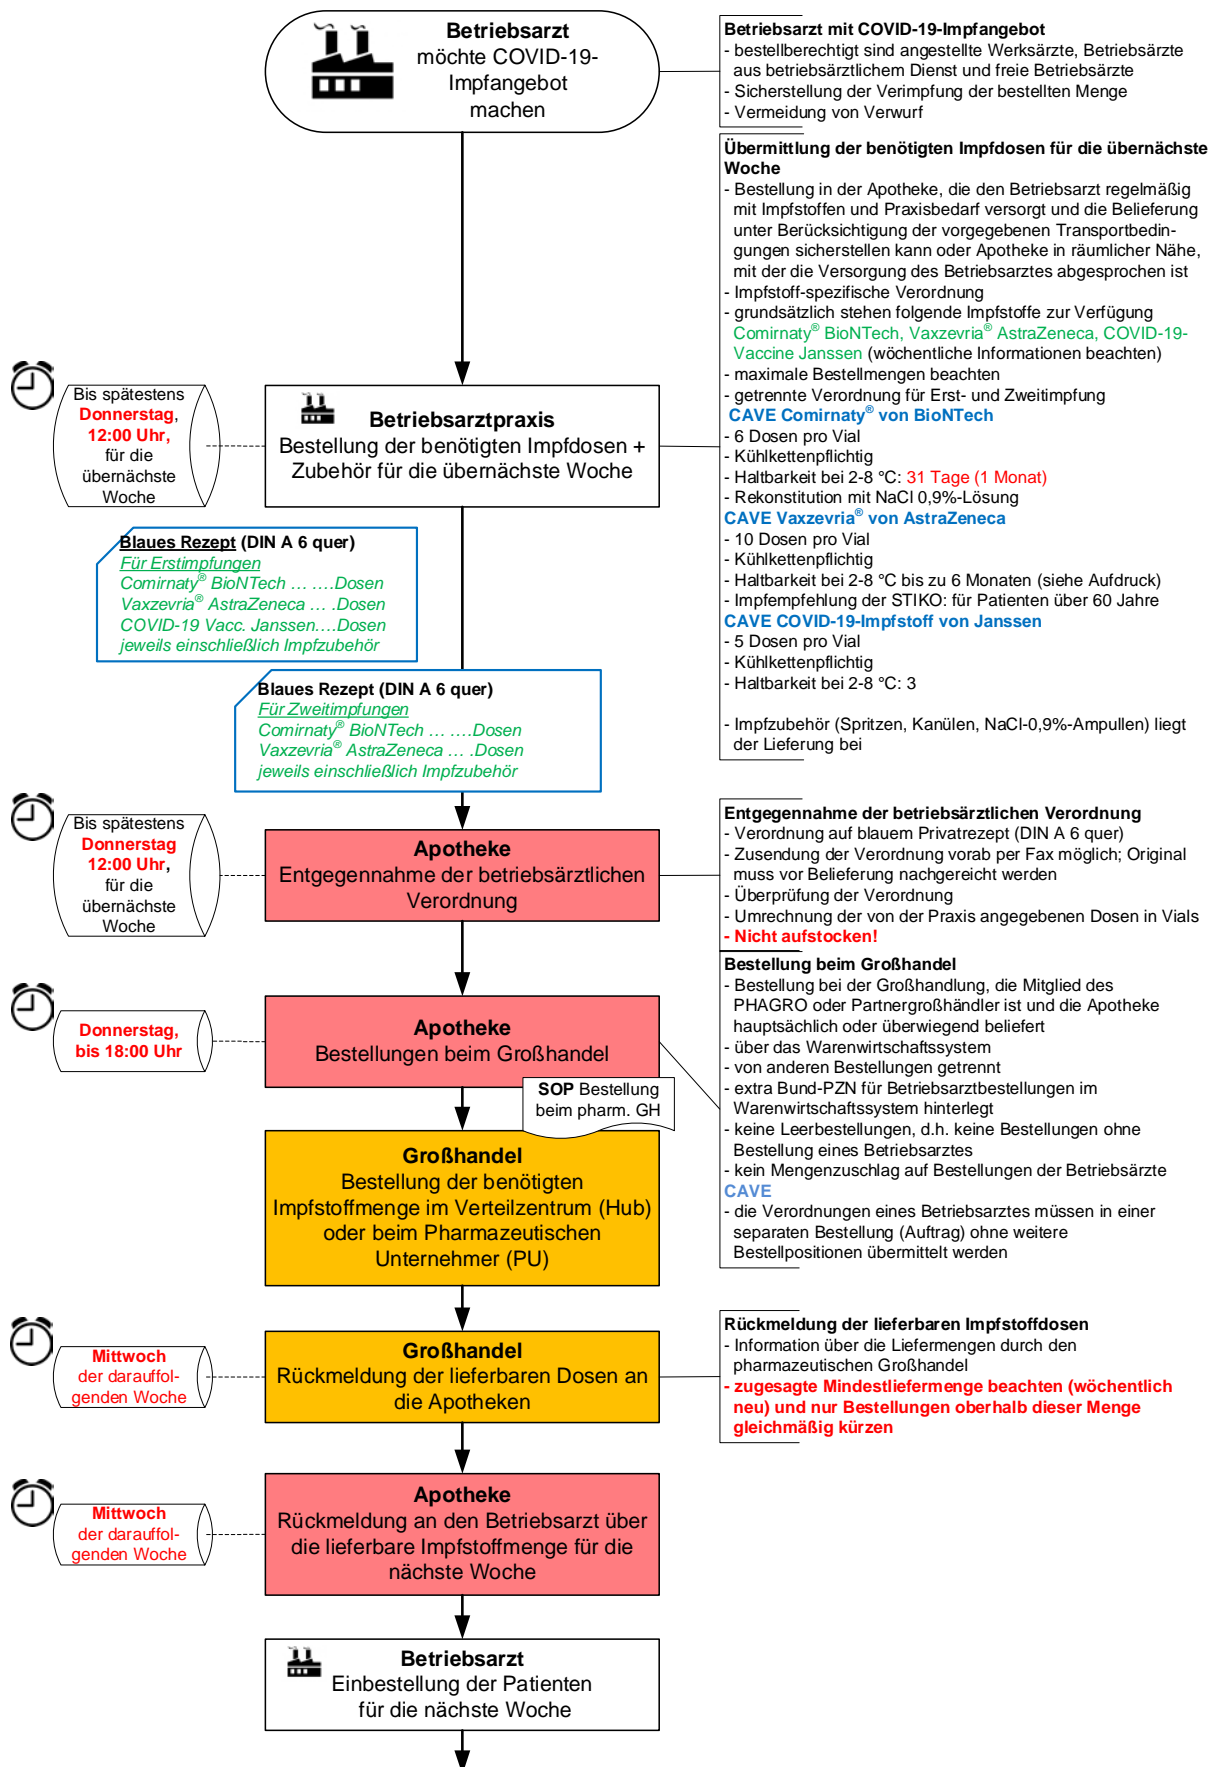 Betriebsarzt
möchte COVID-19-
Impfangebot
machen
Betriebsarzt mit COVID-19-Impfangebot
- bestellberechtigt sind angestellte Werksärzte, Betriebsärzte
aus betriebsärztlichem Dienst und freie Betriebsärzte
- Sicherstellung der Verimpfung der bestellten Menge
- Vermeidung von Verwurf
Übermittlung der benötigten Impfdosen für die übernächste
Woche
- Bestellung in der Apotheke, die den Betriebsarzt regelmäßig
mit Impfstoffen und Praxisbedarf versorgt und die Belieferung
unter Berücksichtigung der vorgegebenen Transportbedin-
gungen sicherstellen kann oder Apotheke in räumlicher Nähe,
mit der die Versorgung des Betriebsarztes abgesprochen ist
- Impfstoff-spezifische Verordnung
- grundsätzlich stehen folgende Impfstoffe zur Verfügung
Comirnaty® BioNTech, Vaxzevria® AstraZeneca, COVID-19-
Vaccine Janssen (wöchentliche Informationen beachten)
- maximale Bestellmengen beachten
- getrennte Verordnung für Erst- und Zweitimpfung
CAVE Comirnaty® von BioNTech
- 6 Dosen pro Vial
- Kühlkettenpflichtig
- Haltbarkeit bei 2-8 °C: 31 Tage (1 Monat)
- Rekonstitution mit NaCl 0,9%-Lösung
CAVE Vaxzevria® von AstraZeneca
- 10 Dosen pro Vial
- Kühlkettenpflichtig
- Haltbarkeit bei 2-8 °C bis zu 6 Monaten (siehe Aufdruck)
- Impfempfehlung der STIKO: für Patienten über 60 Jahre
CAVE COVID-19-Impfstoff von Janssen
- 5 Dosen pro Vial
- Kühlkettenpflichtig
- Haltbarkeit bei 2-8 °C: 3
- Impfzubehör (Spritzen, Kanülen, NaCl-0,9%-Ampullen) liegt
der Lieferung bei
Bis spätestens
Donnerstag,
12:00 Uhr,
für die
übernächste
Woche
Betriebsarztpraxis
Bestellung der benötigten Impfdosen +
Zubehör für die übernächste Woche
Blaues Rezept (DIN A 6 quer)
Für Erstimpfungen
Comirnaty® BioNTech … ….Dosen
Vaxzevria® AstraZeneca … .Dosen
COVID-19 Vacc. Janssen….Dosen
jeweils einschließlich Impfzubehör
Blaues Rezept (DIN A 6 quer)
Für Zweitimpfungen
Comirnaty® BioNTech … ….Dosen
Vaxzevria® AstraZeneca … .Dosen
jeweils einschließlich Impfzubehör
Bis spätestens
Donnerstag
12:00 Uhr,
für die
übernächste
Woche
Apotheke
Entgegennahme der betriebsärztlichen
Verordnung
Entgegennahme der betriebsärztlichen Verordnung
- Verordnung auf blauem Privatrezept (DIN A 6 quer)
- Zusendung der Verordnung vorab per Fax möglich; Original
muss vor Belieferung nachgereicht werden
- Überprüfung der Verordnung
- Umrechnung der von der Praxis angegebenen Dosen in Vials
- Nicht aufstocken!
Donnerstag,
bis 18:00 Uhr
Apotheke
Bestellungen beim Großhandel
SOP Bestellung
beim pharm. GH
Bestellung beim Großhandel
- Bestellung bei der Großhandlung, die Mitglied des
PHAGRO oder Partnergroßhändler ist und die Apotheke
hauptsächlich oder überwiegend beliefert
- über das Warenwirtschaftssystem
- von anderen Bestellungen getrennt
- extra Bund-PZN für Betriebsarztbestellungen im
Warenwirtschaftssystem hinterlegt
- keine Leerbestellungen, d.h. keine Bestellungen ohne
Bestellung eines Betriebsarztes
- kein Mengenzuschlag auf Bestellungen der Betriebsärzte
CAVE
- die Verordnungen eines Betriebsarztes müssen in einer
separaten Bestellung (Auftrag) ohne weitere
Bestellpositionen übermittelt werden
Großhandel
Bestellung der benötigten
Impfstoffmenge im Verteilzentrum (Hub)
oder beim Pharmazeutischen
Unternehmer (PU)
Mittwoch
der darauffol-
genden Woche
Großhandel
Rückmeldung der lieferbaren Dosen an
die Apotheken
Rückmeldung der lieferbaren Impfstoffdosen
- Information über die Liefermengen durch den
pharmazeutischen Großhandel
- zugesagte Mindestliefermenge beachten (wöchentlich
neu) und nur Bestellungen oberhalb dieser Menge
gleichmäßig kürzen
Mittwoch
der darauffol-
genden Woche
Apotheke
Rückmeldung an den Betriebsarzt über
die lieferbare Impfstoffmenge für die
nächste Woche
Betriebsarzt
Einbestellung der Patienten
für die nächste Woche